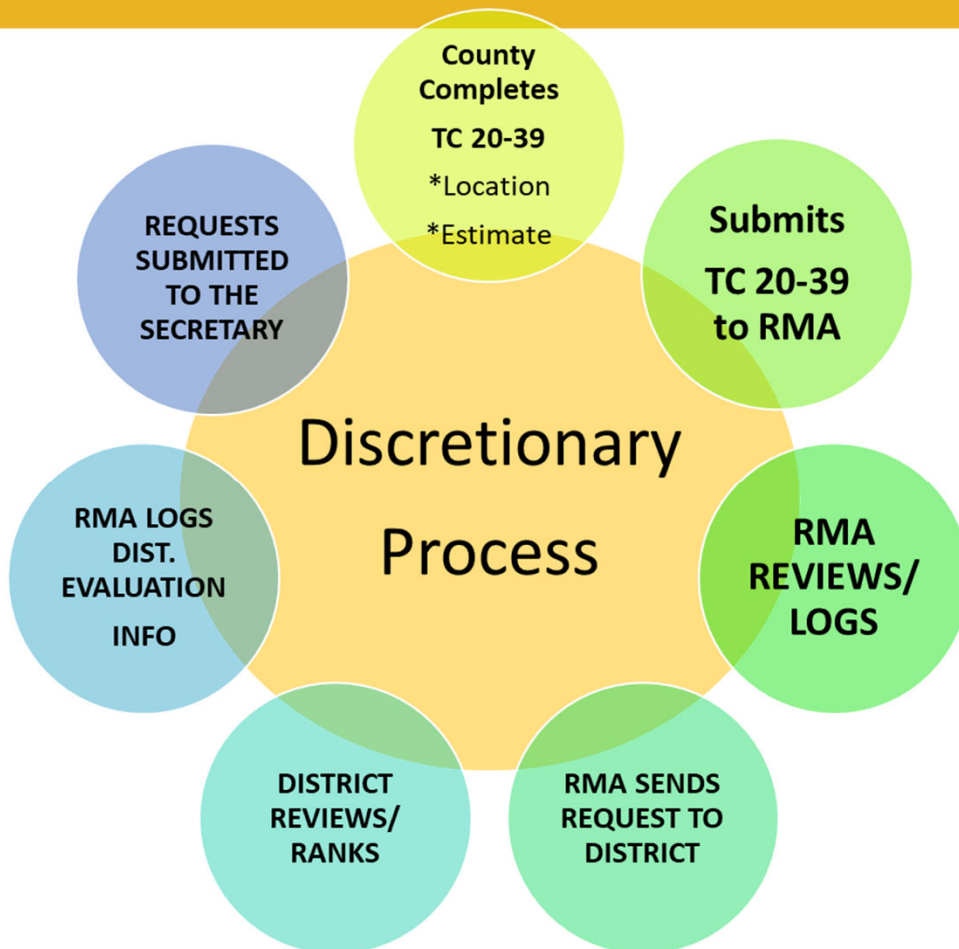 County
Completes
TC 20-39
*Location
*Estimate
Submits
TC 20-39
to RMA
RMA
REVIEWS/
LOGS
RMA SENDS
REQUEST TO
DISTRICT
DISTRICT
REVIEWS/
RANKS
RMA LOGS
DIST.
EVALUATION
INFO
REQUESTS
SUBMITTED
TO THE
SECRETARY
Discretionary
Process